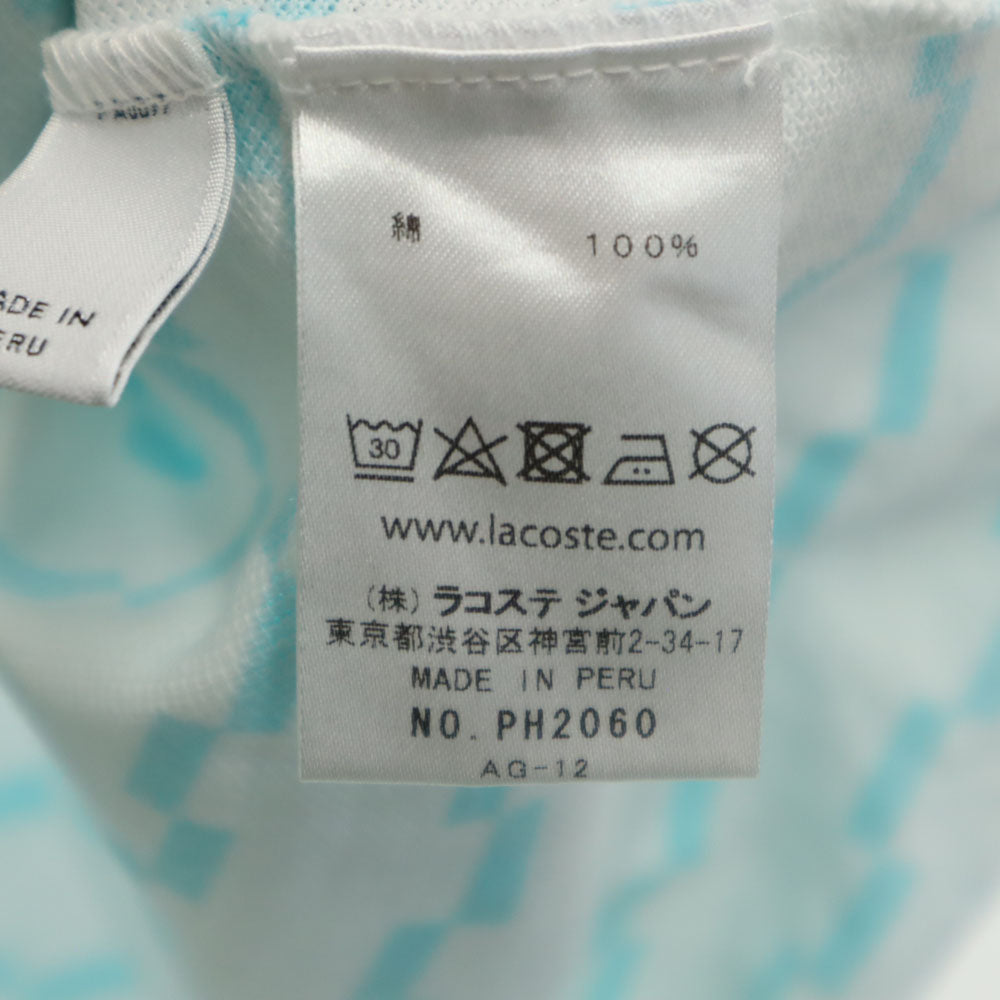 綿 100%
30
www.lacoste.com
(株) ラコステ ジャパン
東京都渋谷区神宮前2-34-17
MADE IN PERU
NO. PH2060
AG-12
ADE IN
ERU